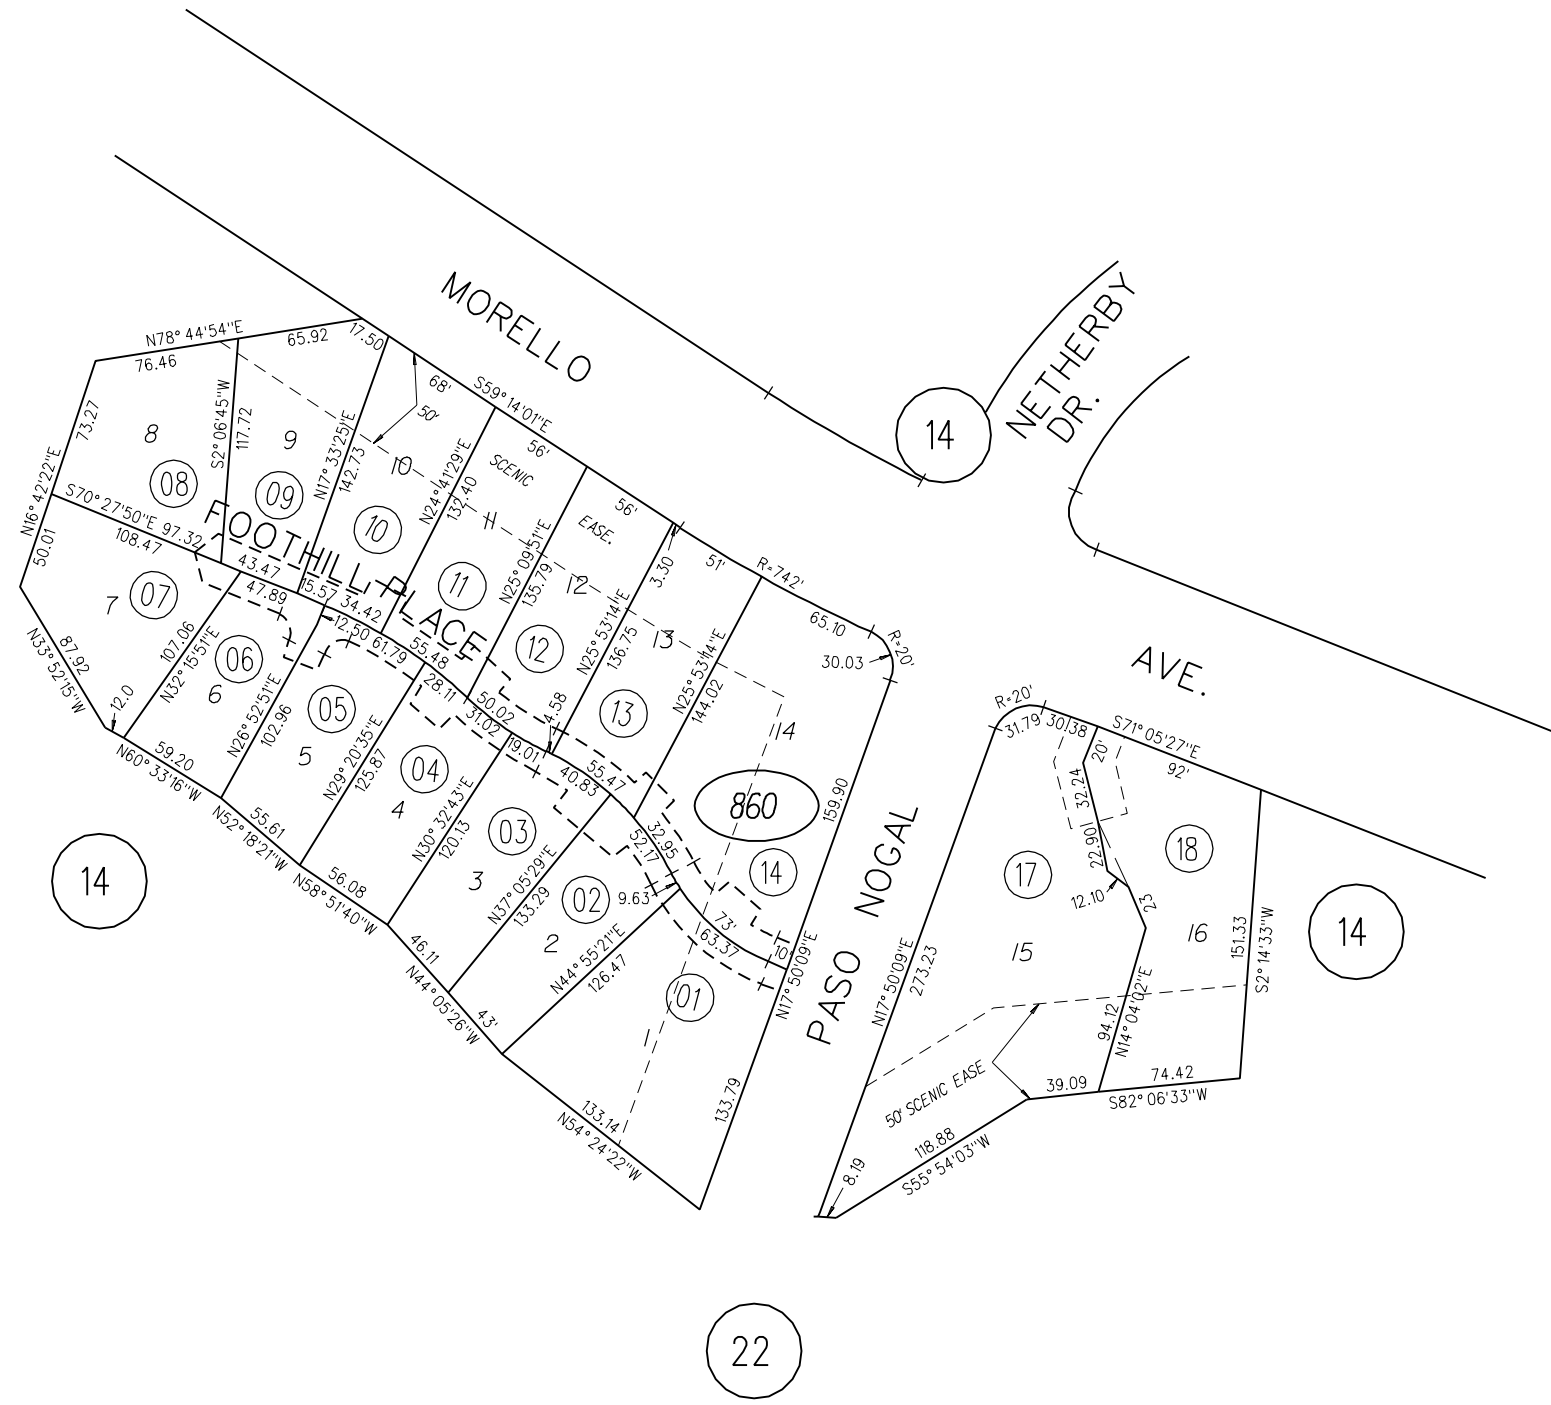 MORELLO
AVE.
NETHERBY
DR.
14
N78° 44'54"E
76.46
65.92
17.50
68'
50'
S59° 14'01"E
56'
SCENIC
56'
EASE.
51'
R=742'
65.10
R=20'
30.03
3.30
73.27
N16° 42'22"E
50.01
8
08
S2° 06'45"W
117.72
9
09
N17° 33'25"E
142.73
10
10
N24° 41'29"E
132.40
11
11
N25° 09'51"E
135.79
12
12
N25° 53'14"E
136.75
13
13
N25° 53'14"E
144.02
14
14
860
159.90
S70° 27'50"E 97.32
108.47
FOOTHILL PLACE
43.47
47.89
15.57
34.42
12.50
61.79
55.48
28.11
50.02
31.02
4.58
19.01
55.47
40.83
32.95
52.17
9.63
73'
63.37
10'
N17° 50'09"E
7
07
87.92
N33° 52'15"W
12.0
107.06
N32° 15'51"E
06
6
59.20
N60° 33'16"W
N26° 52'51"E
102.96
05
5
55.61
N52° 18'21"W
N29° 20'35"E
125.87
04
4
56.08
N58° 51'40"W
N30° 32'43"E
120.13
03
3
46.11
N44° 05'26"W
43'
N37° 05'29"E
133.29
02
2
N44° 55'21"E
126.47
01
1
133.14
N54° 24'22"W
133.79
14
PASO NOGAL
R=20'
31.79
30.38
20'
S71° 05'27"E
92'
32.24
22.90
12.10
23
17
15
18
16
N17° 50'09"E
273.23
151.33
S2° 14'33"W
94.12
N14° 04'02"E
50' SCENIC EASE
39.09
74.42
S82° 06'33"W
118.88
S55° 54'03"W
8.19
14
22